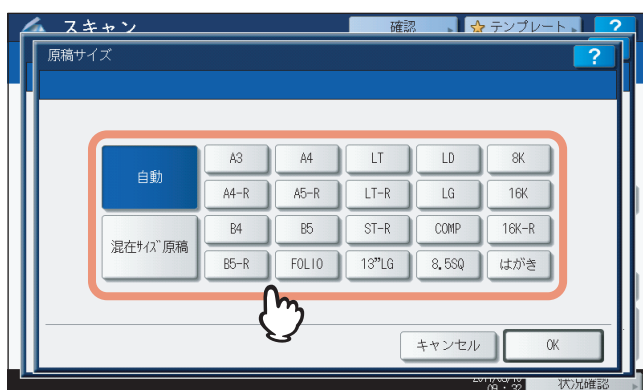 スキャン 確認 テンプレート ?
原稿サイズ ?
自動 A3 A4 LT LD 8K
A4-R A5-R LT-R LG 16K
混在ｻｲｽﾞ原稿 B4 B5 ST-R COMP 16K-R
B5-R FOLIO 13"LG 8.5SQ はがき
キャンセル OK
状況確認